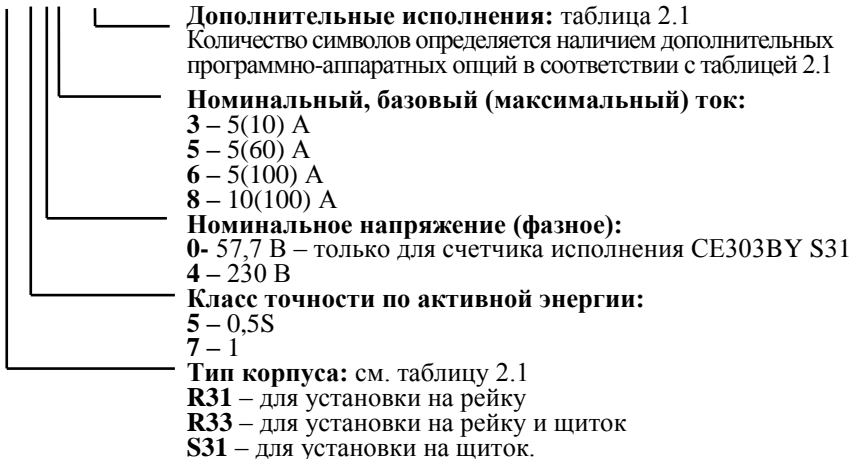 Дополнительные исполнения: таблица 2.1
Количество символов определяется наличием дополнительных
программно-аппаратных опций в соответствии с таблицей 2.1
Номинальный, базовый (максимальный) ток:
3 – 5(10) А
5 – 5(60) А
6 – 5(100) А
8 – 10(100) А
Номинальное напряжение (фазное):
0- 57,7 В – только для счетчика исполнения CE303BY S31
4 – 230 В
Класс точности по активной энергии:
5 – 0,5S
7 – 1
Тип корпуса: см. таблицу 2.1
R31 – для установки на рейку
R33 – для установки на рейку и щиток
S31 – для установки на щиток.